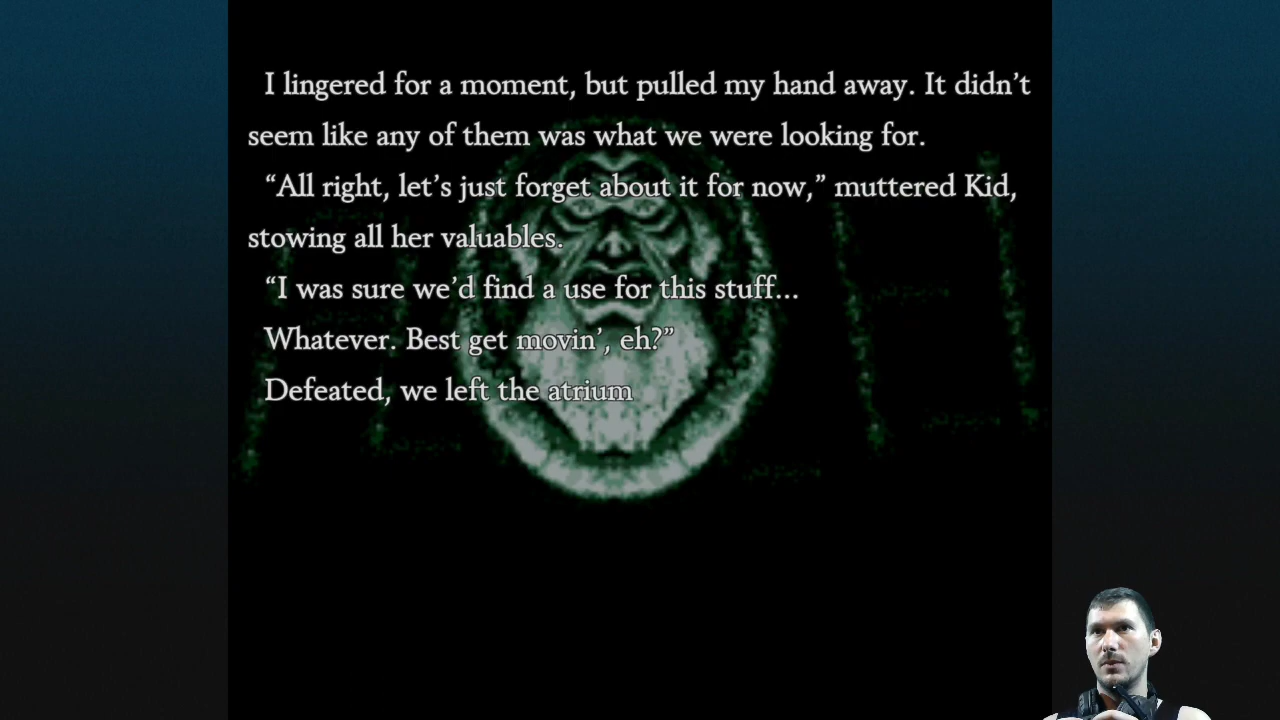 I lingered for a moment, but pulled my hand away. It didn’t
seem like any of them was what we were looking for.
“All right, let’s just forget about it for now,” muttered Kid,
stowing all her valuables.
“I was sure we’d find a use for this stuff...
Whatever. Best get movin’, eh?”
Defeated, we left the atrium